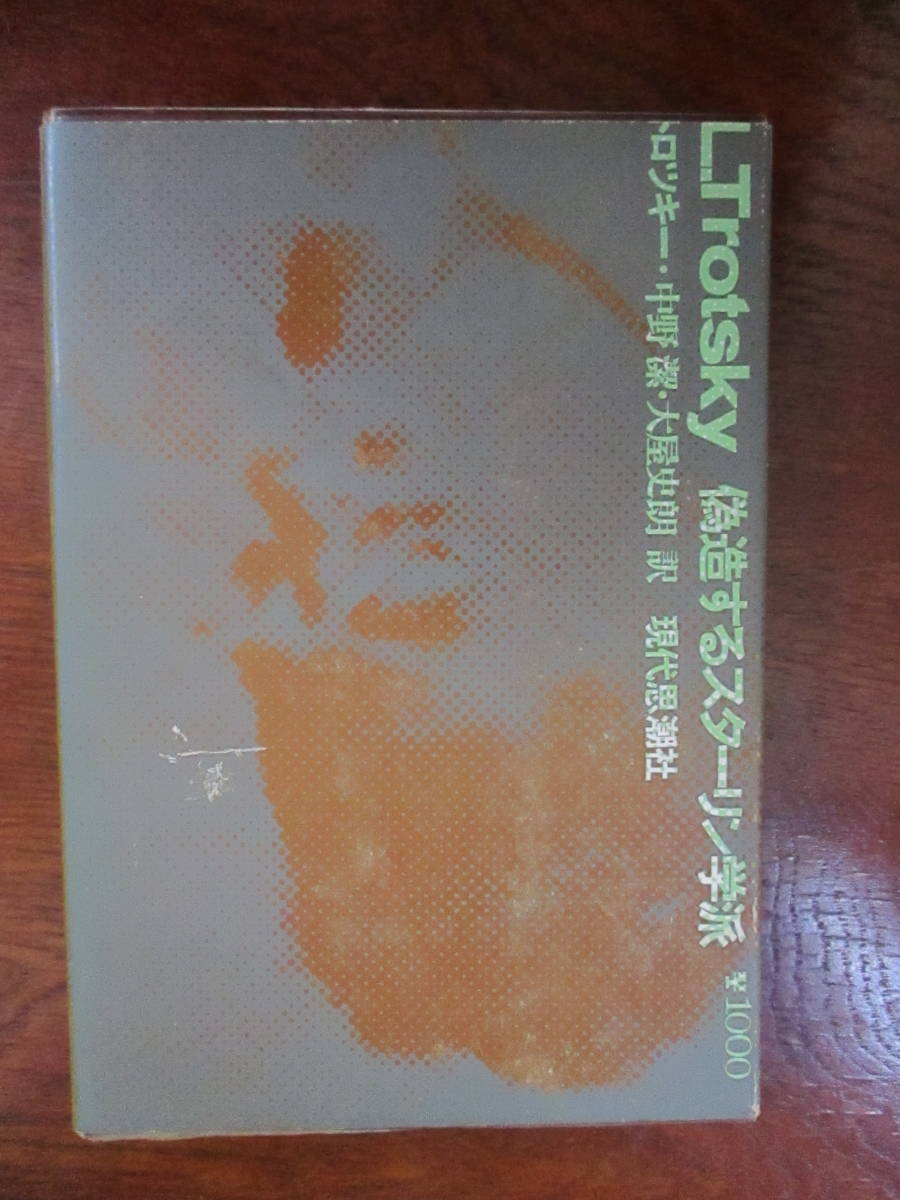 L.Trotsky 偽造するスターリン学派 ¥1000
トロツキー・中野 潔・大屋史朗 訳 現代思潮社